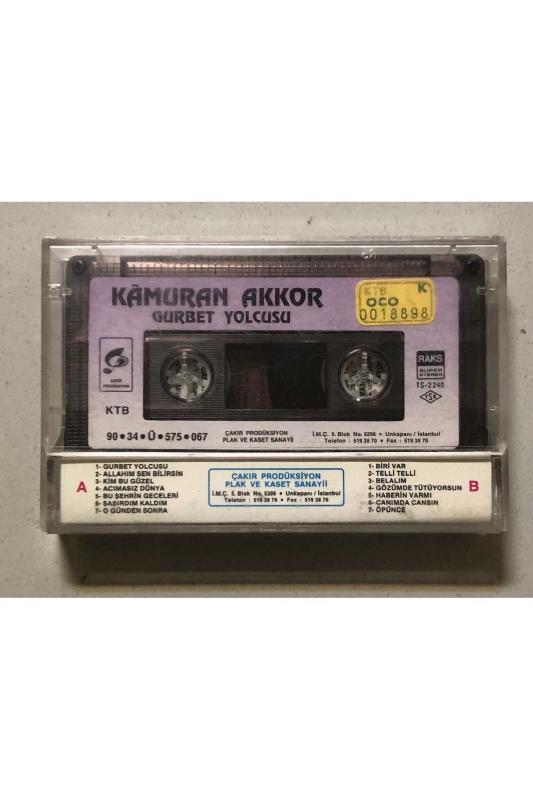 KÂMURAN AKKOR
GURBET YOLCUSU
KTB K
OCO
0018898
ÇAKIR
PRODÜKSİYON
KTB
RAKS
SUPER
STEREO
TS-2240
TSK
90•34•Ü•575•067
ÇAKIR PRODÜKSİYON
PLAK VE KASET SANAYİİ
İ.M.Ç. 5. Blok No. 5206 • Unkapanı / İstanbul
Telefon : 519 38 70 • Fax : 519 38 70
A
1- GURBET YOLCUSU
2- ALLAHIM SEN BİLİRSİN
3- KİM BU GÜZEL
4- ACIMASIZ DÜNYA
5- BU ŞEHRİN GECELERİ
6- ŞAŞIRDIM KALDIM
7- O GÜNDEN SONRA
ÇAKIR PRODÜKSİYON
PLAK VE KASET SANAYİİ
İ.M.Ç. 5. Blok No. 5206 • Unkapanı / İstanbul
Telefon : 519 38 70 • Fax : 519 38 70
1- BİRİ VAR
2- TELLİ TELLİ
3- BELALIM
4- GÖZÜMDE TÜTÜYORSUN
5- HABERİN VARMI
6- CANIMDA CANSIN
7- ÖPÜNCE
B